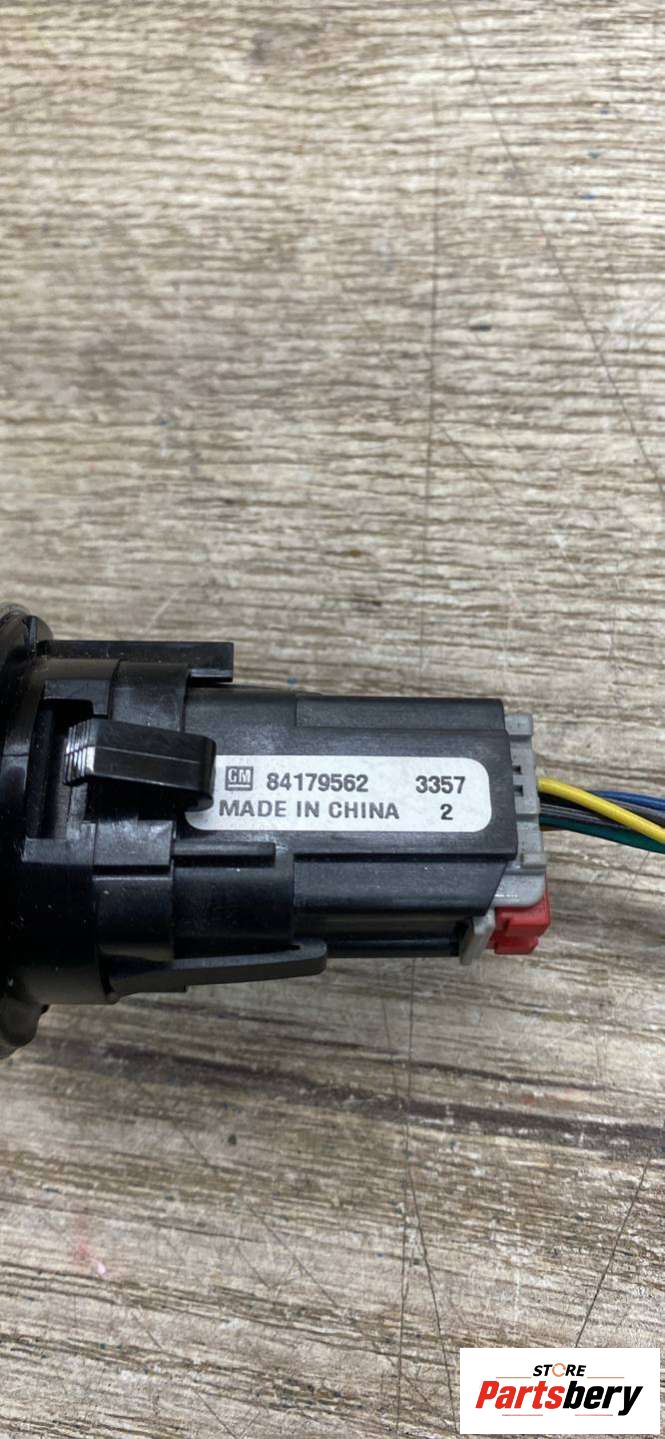 GM 84179562 3357
MADE IN CHINA 2
STORE
Partsbery